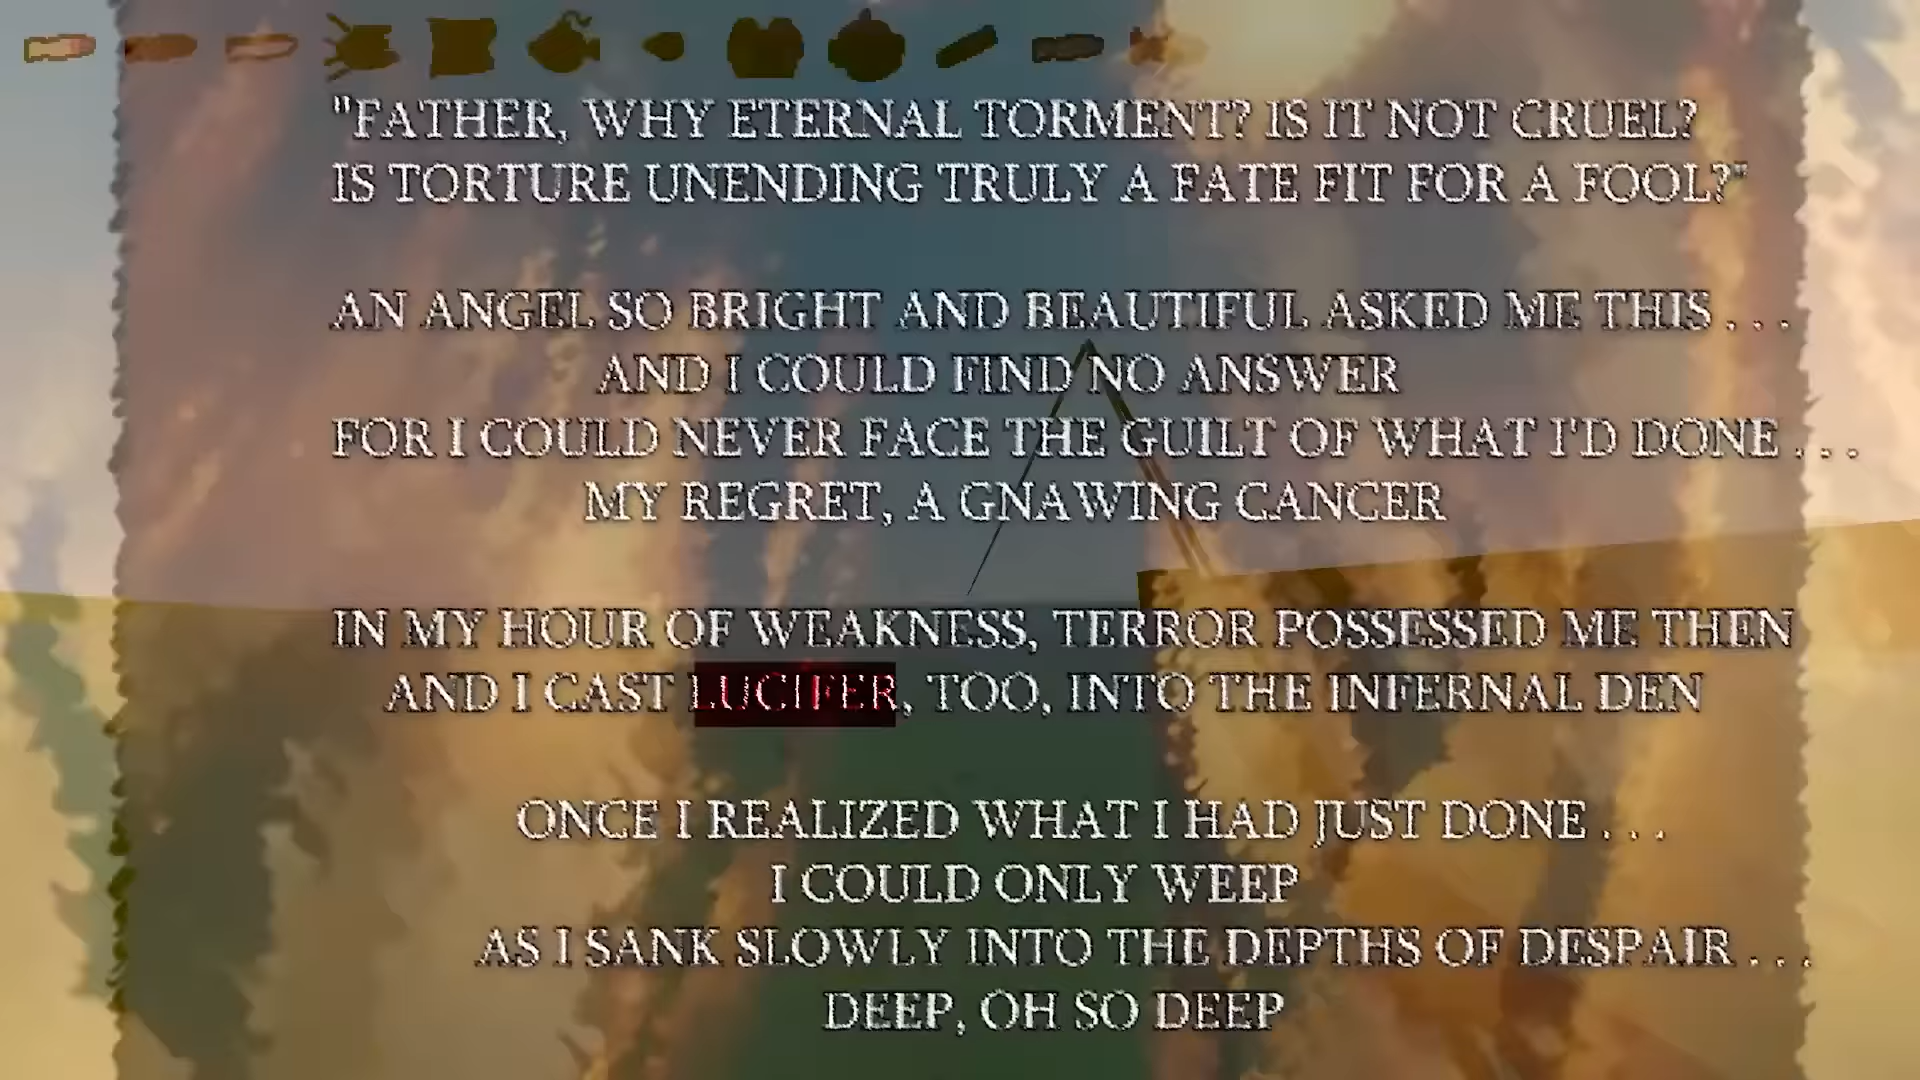 "FATHER, WHY ETERNAL TORMENT? IS IT NOT CRUEL?
IS TORTURE UNENDING TRULY A FATE FIT FOR A FOOL?"
AN ANGEL SO BRIGHT AND BEAUTIFUL ASKED ME THIS . . .
AND I COULD FIND NO ANSWER
FOR I COULD NEVER FACE THE GUILT OF WHAT I'D DONE . . .
MY REGRET, A GNAWING CANCER
IN MY HOUR OF WEAKNESS, TERROR POSSESSED ME THEN
AND I CAST LUCIFER, TOO, INTO THE INFERNAL DEN
ONCE I REALIZED WHAT I HAD JUST DONE . . .
I COULD ONLY WEEP
AS I SANK SLOWLY INTO THE DEPTHS OF DESPAIR . . .
DEEP, OH SO DEEP